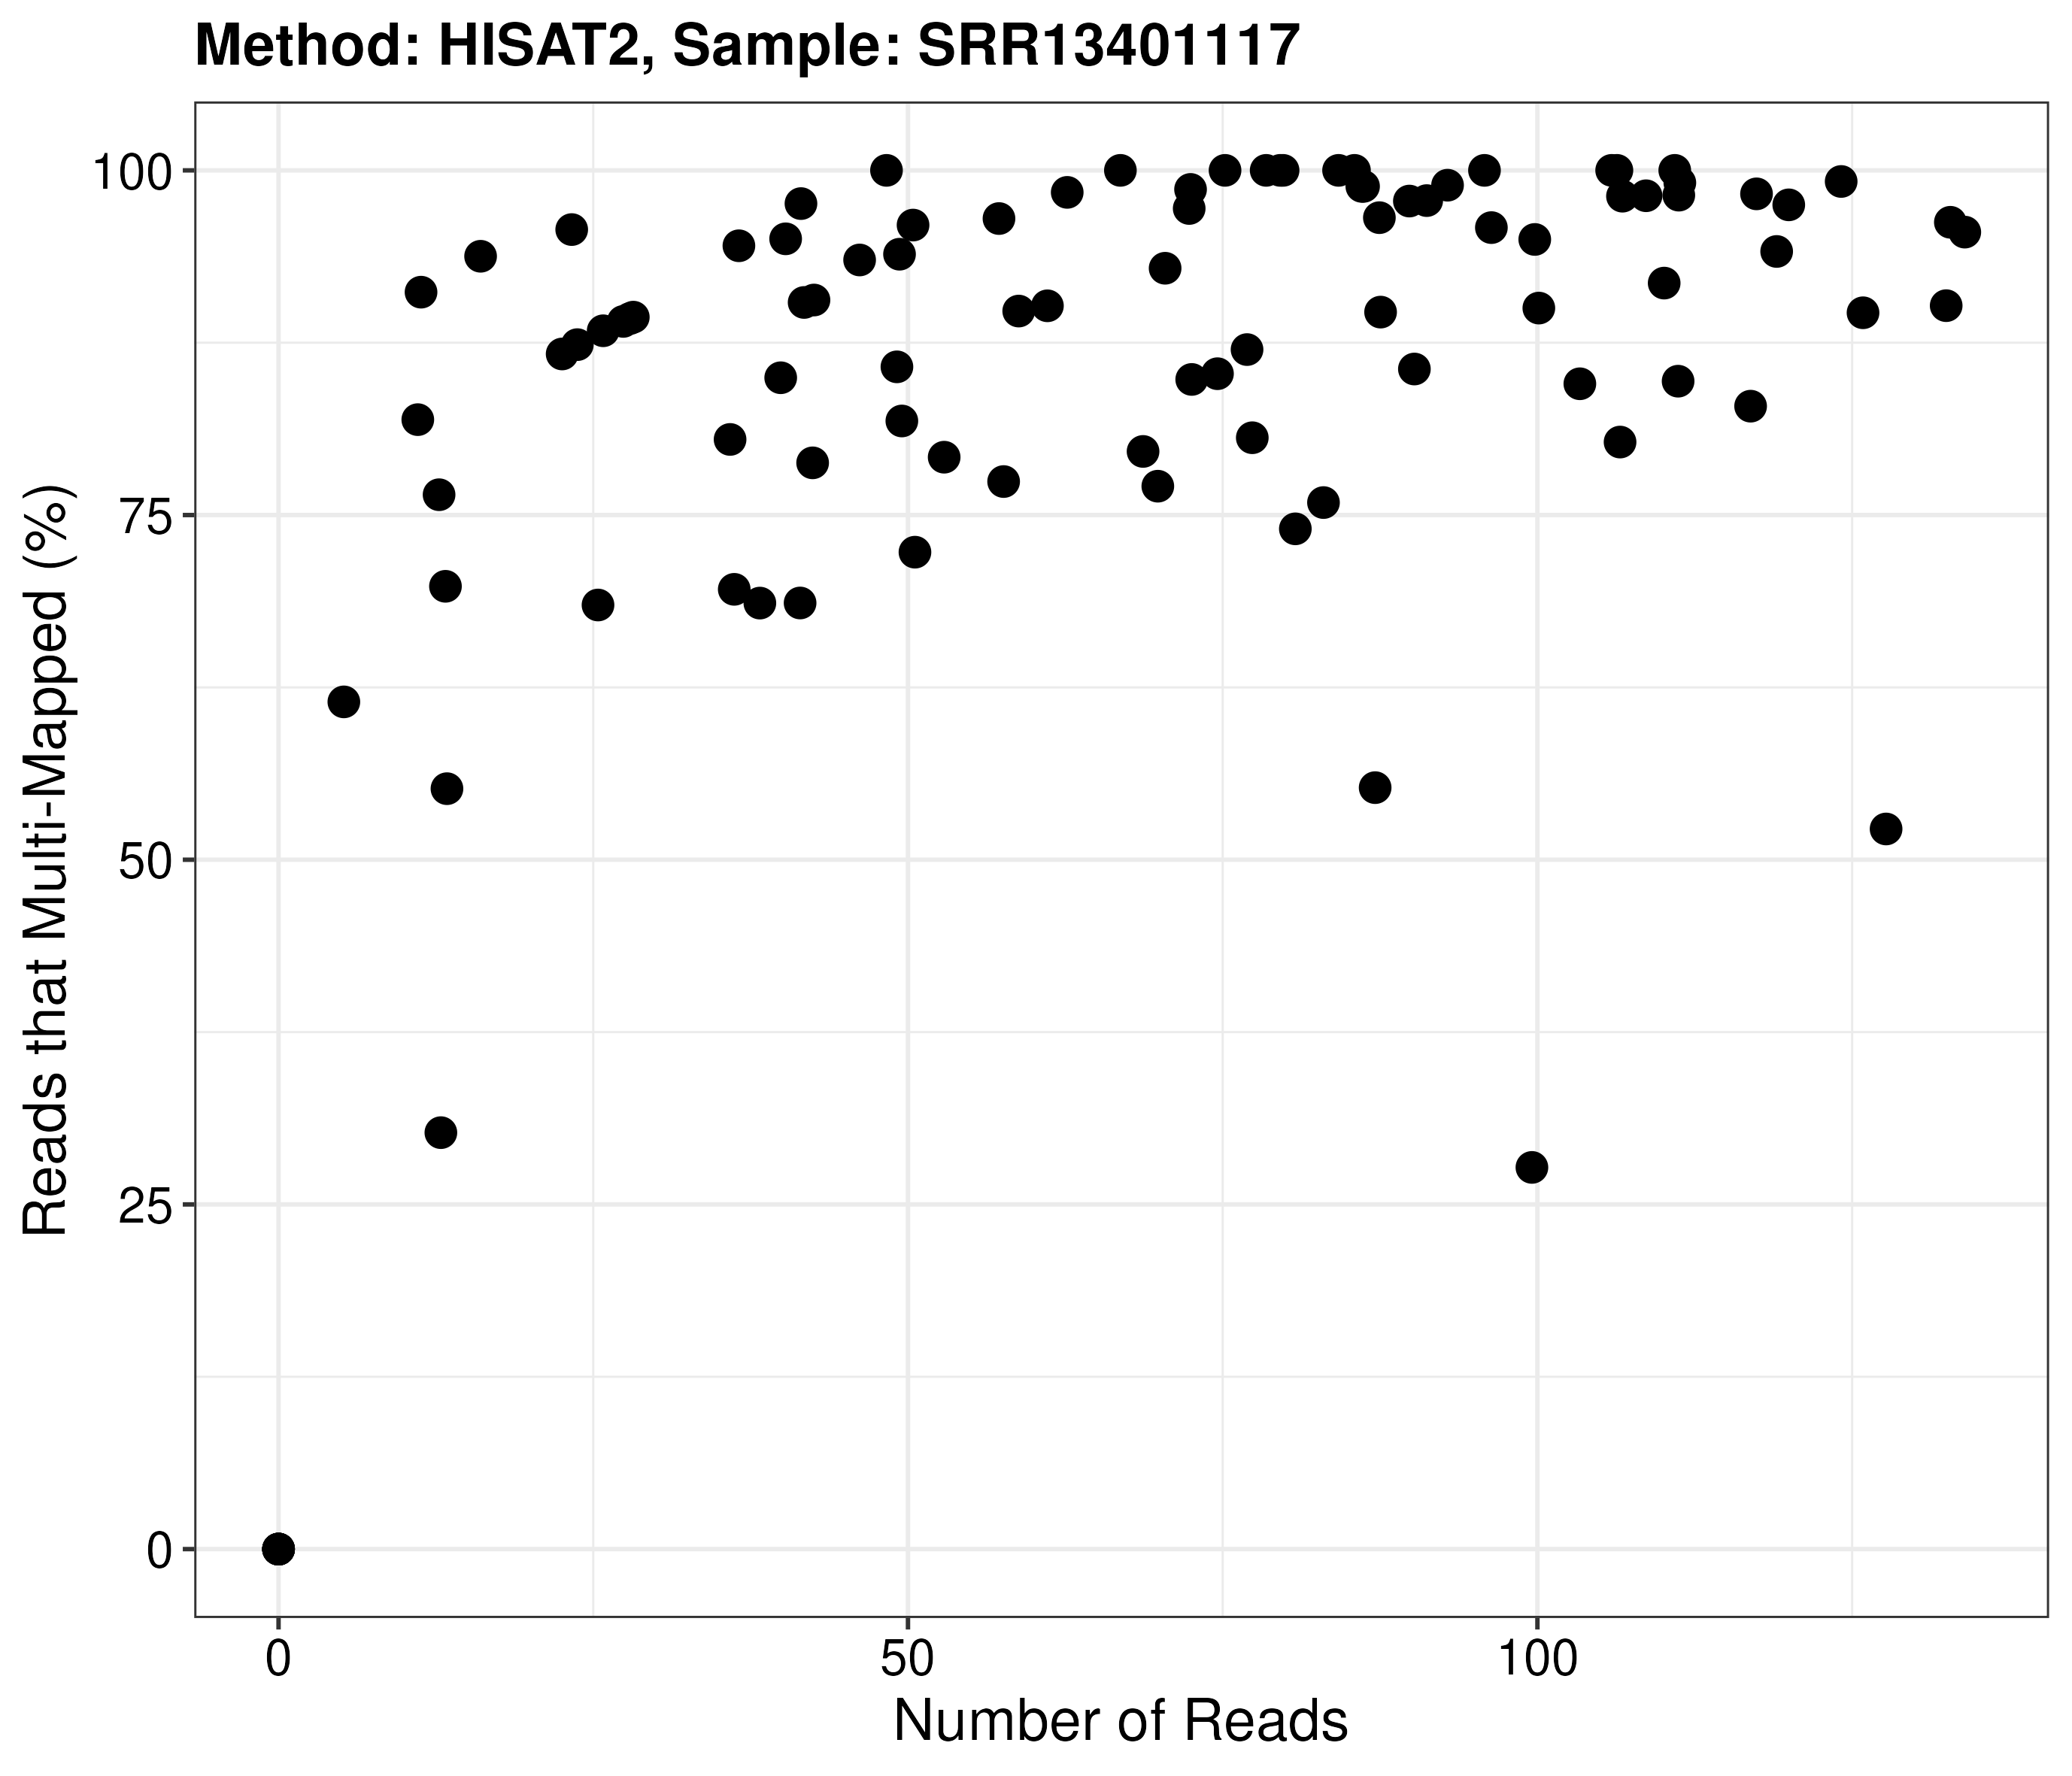 Method: HISAT2, Sample: SRR13401117
Reads that Multi-Mapped (%)
100
75
50
25
0
0
50
100
Number of Reads